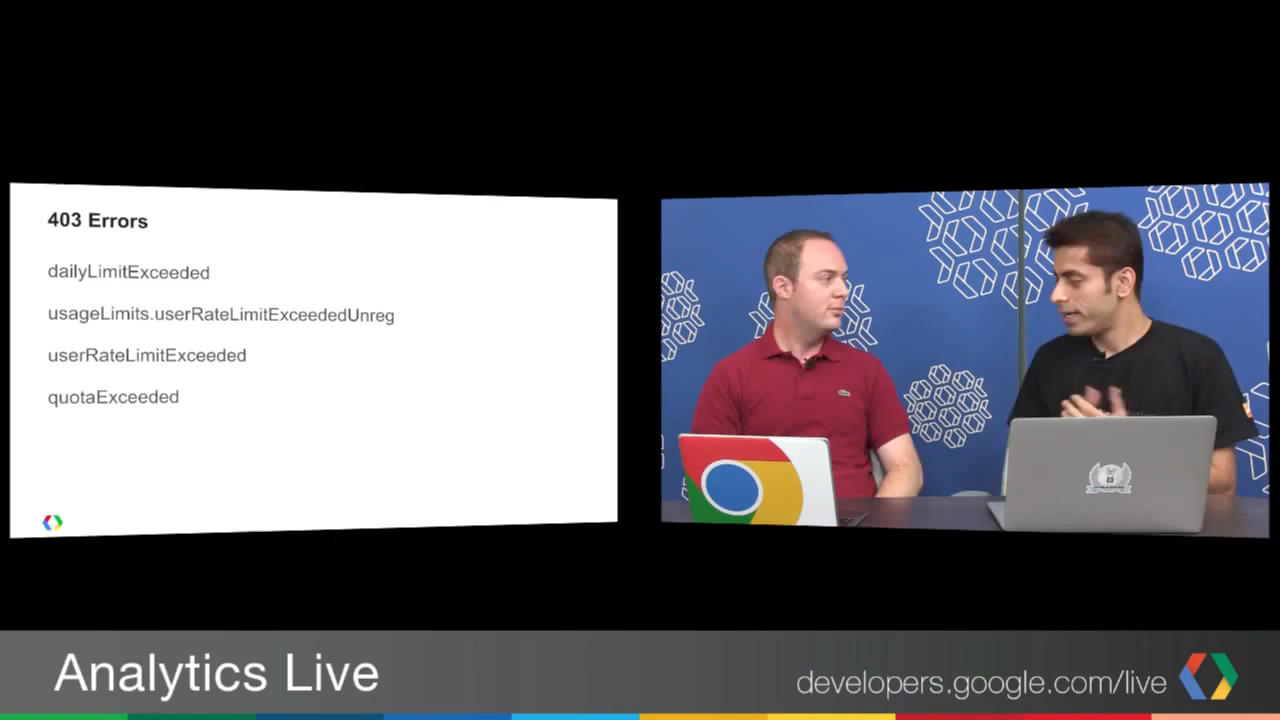 403 Errors
dailyLimitExceeded
usageLimits.userRateLimitExceededUnreg
userRateLimitExceeded
quotaExceeded
Analytics Live
developers.google.com/live